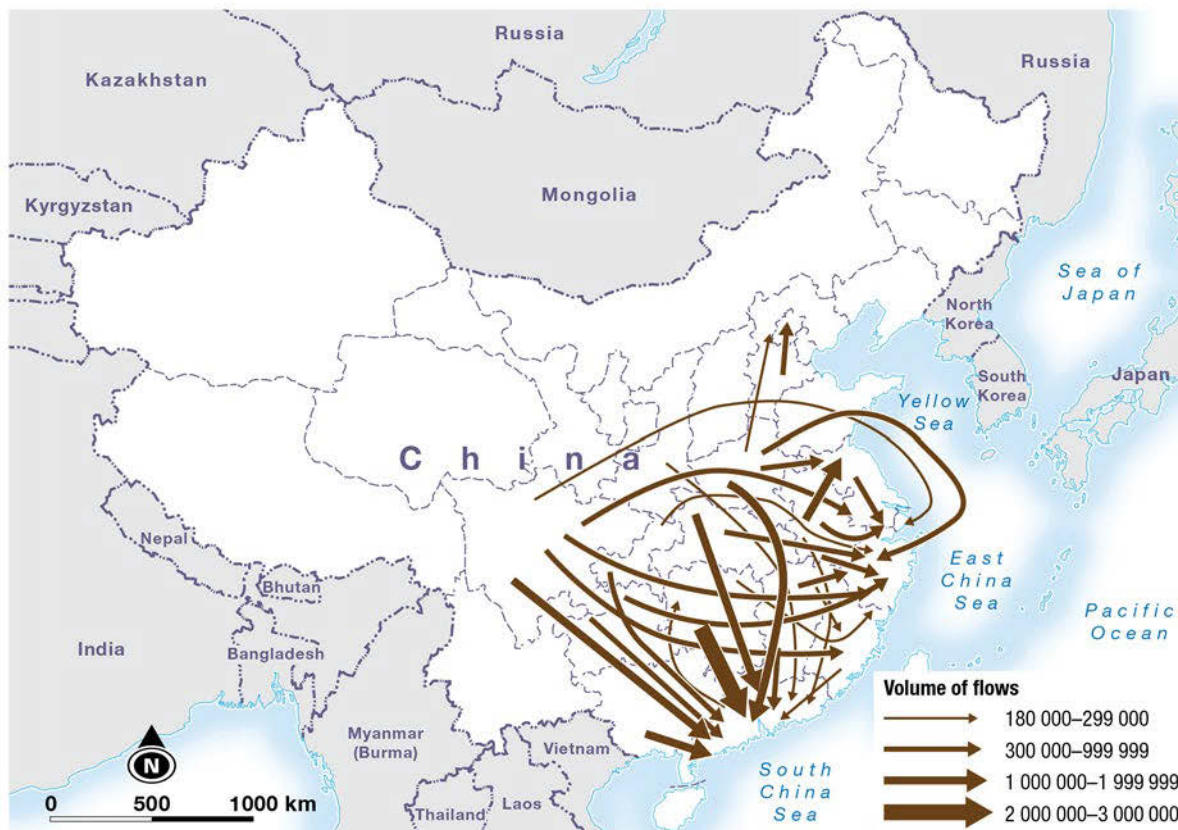 Russia
Kazakhstan
Russia
Mongolia
Kyrgyzstan
Sea of
Japan
North
Korea
South
Korea
Japan
Yellow
Sea
China
Nepal
Bhutan
India
Bangladesh
East
China
Sea
Pacific
Ocean
Myanmar
(Burma)
Vietnam
Laos
Thailand
South
China
Sea
N
0 500 1000 km
Volume of flows
180 000–299 000
300 000–999 999
1 000 000–1 999 999
2 000 000–3 000 000